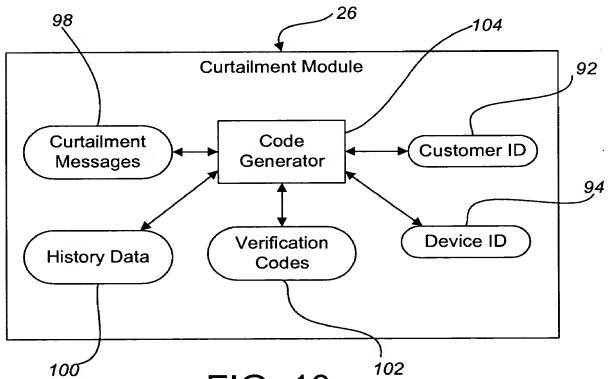 98
26
104
Curtailment Module
92
Curtailment
Messages
Code
Generator
Customer ID
94
History Data
Verification
Codes
Device ID
100
102